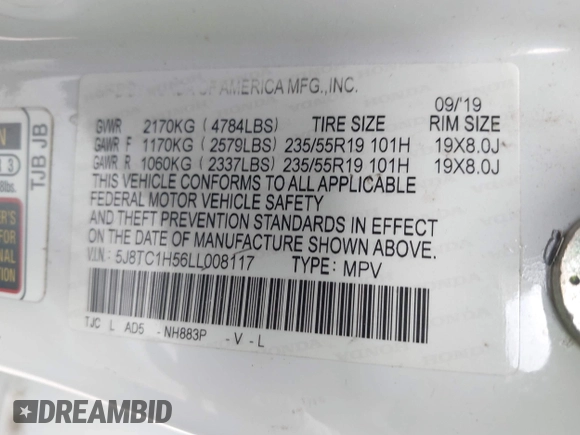 OF AMERICA MFG., INC.
09/'19
GVWR 2170KG (4784LBS) TIRE SIZE RIM SIZE
GAWR F 1170KG (2579LBS) 235/55R19 101H 19X8.0J
GAWR R 1060KG (2337LBS) 235/55R19 101H 19X8.0J
THIS VEHICLE CONFORMS TO ALL APPLICABLE
FEDERAL MOTOR VEHICLE SAFETY
AND THEFT PREVENTION STANDARDS IN EFFECT
ON THE DATE OF MANUFACTURE SHOWN ABOVE.
V.I.N: 5J8TC1H56LL008117 TYPE: MPV
TJC L AD5 - NH883P - V - L
TJB JB
DREAMBID